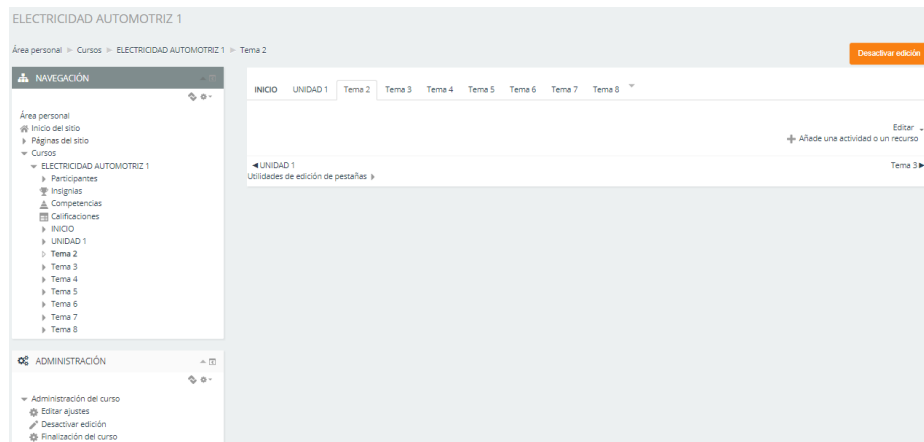 ELECTRICIDAD AUTOMOTRIZ 1
Área personal Cursos ELECTRICIDAD AUTOMOTRIZ 1 Tema 2
Desactivar edición
NAVEGACIÓN
Área personal
Inicio del sitio
Páginas del sitio
Cursos
ELECTRICIDAD AUTOMOTRIZ 1
Participantes
Insignias
Competencias
Calificaciones
INICIO
UNIDAD 1
Tema 2
Tema 3
Tema 4
Tema 5
Tema 6
Tema 7
Tema 8
ADMINISTRACIÓN
Administración del curso
Editar ajustes
Desactivar edición
Finalización del curso
INICIO UNIDAD 1 Tema 2 Tema 3 Tema 4 Tema 5 Tema 6 Tema 7 Tema 8
Editar
Añade una actividad o un recurso
◄UNIDAD 1 Tema 3►
Utilidades de edición de pestañas